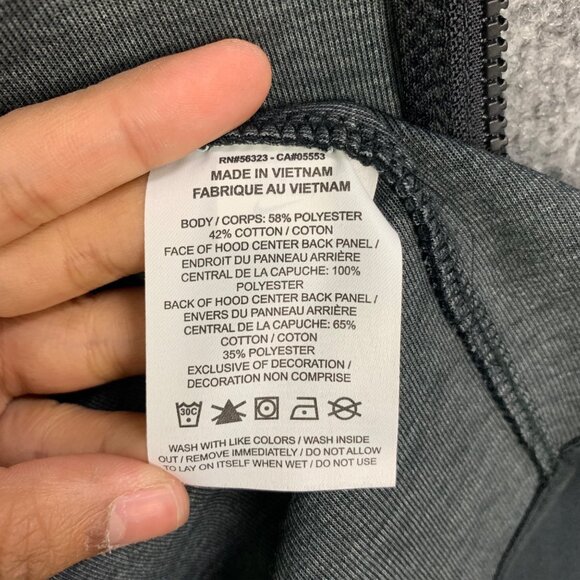 RN#56323 - CA#05553
MADE IN VIETNAM
FABRIQUE AU VIETNAM
BODY / CORPS: 58% POLYESTER
42% COTTON / COTON
FACE OF HOOD CENTER BACK PANEL /
ENDROIT DU PANNEAU ARRIÈRE
CENTRAL DE LA CAPUCHE: 100%
POLYESTER
BACK OF HOOD CENTER BACK PANEL /
ENVERS DU PANNEAU ARRIÈRE
CENTRAL DE LA CAPUCHE: 65%
COTTON / COTON
35% POLYESTER
EXCLUSIVE OF DECORATION /
DECORATION NON COMPRISE
30C
WASH WITH LIKE COLORS / WASH INSIDE
OUT / REMOVE IMMEDIATELY / DO NOT ALLOW
TO LAY ON ITSELF WHEN WET / DO NOT USE